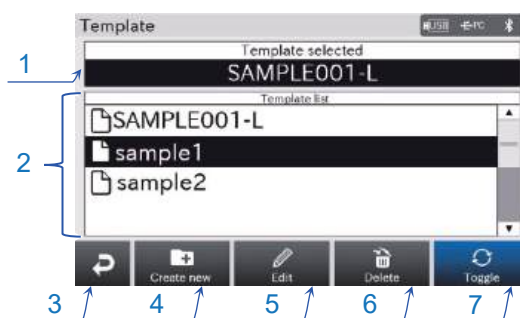 Template
USB PC
Template selected
1
SAMPLE001-L
Template list
SAMPLE001-L
2
sample1
sample2
Create new
Edit
Delete
Toggle
3 4 5 6 7